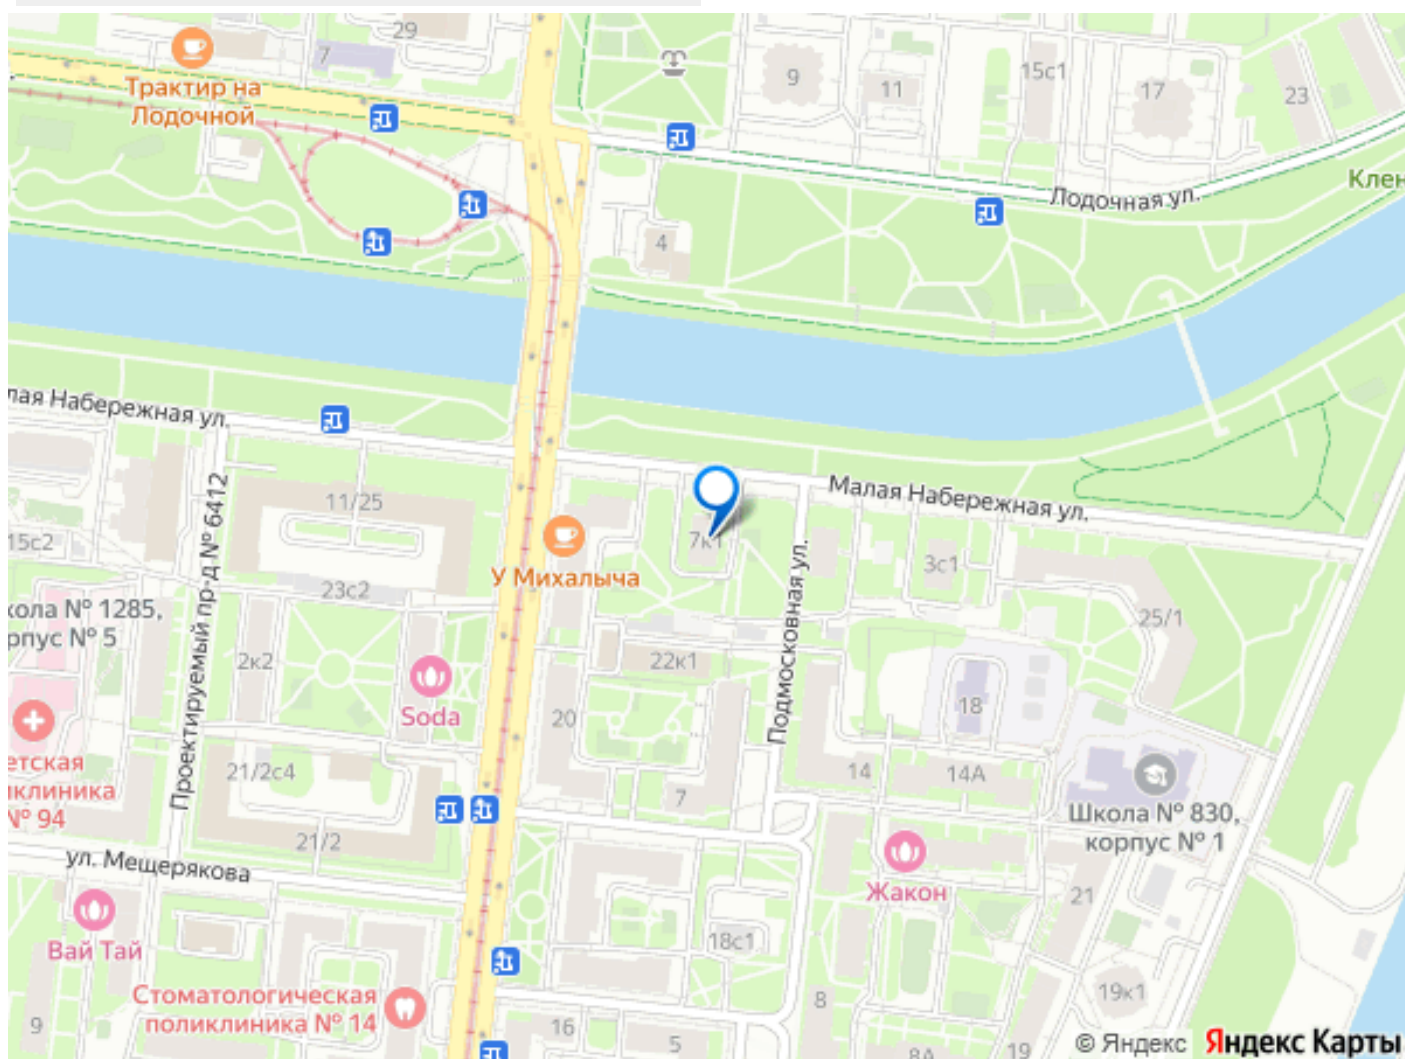 29
7
Трактир на
Лодочной
9
11
15с1
17
23
Клен
Лодочная ул.
4
лая Набережная ул.
11/25
Малая Набережная ул.
15с2
Проектируемый пр-д № 6412
7к1
3с1
У Михалыча
23с2
кола № 1285,
рпус № 5
25/1
Подмосковная ул.
2к2
22к1
Soda
20
18
етская
иклиника
№ 94
21/2с4
14
14А
7
Школа № 830,
корпус № 1
21/2
ул. Мещерякова
Жакон
21
Вай Тай
18с1
Стоматологическая
поликлиника № 14
19к1
8
9
16
5
8А
19
© Яндекс Яндекс Карты